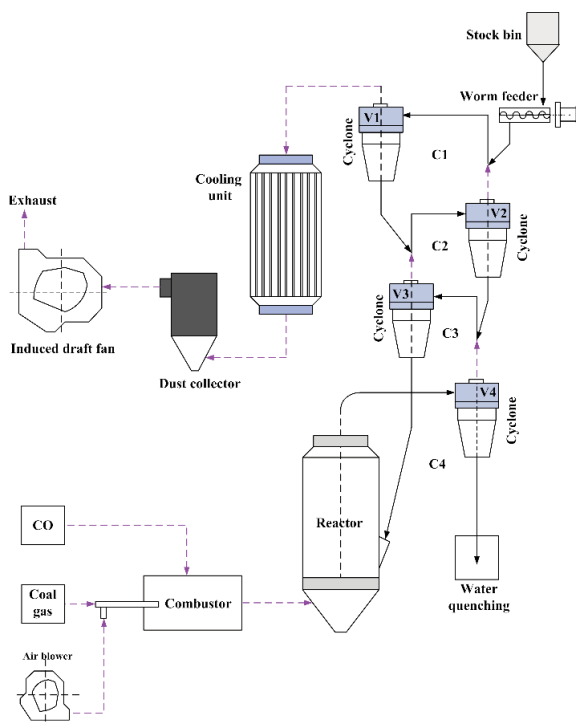 Stock bin
Worm feeder
V1
Cyclone
C1
Cooling
unit
V2
Cyclone
C2
Exhaust
V3
Cyclone
C3
Induced draft fan
Dust collector
V4
Cyclone
C4
Reactor
CO
Coal
gas
Combustor
Water
quenching
Air blower